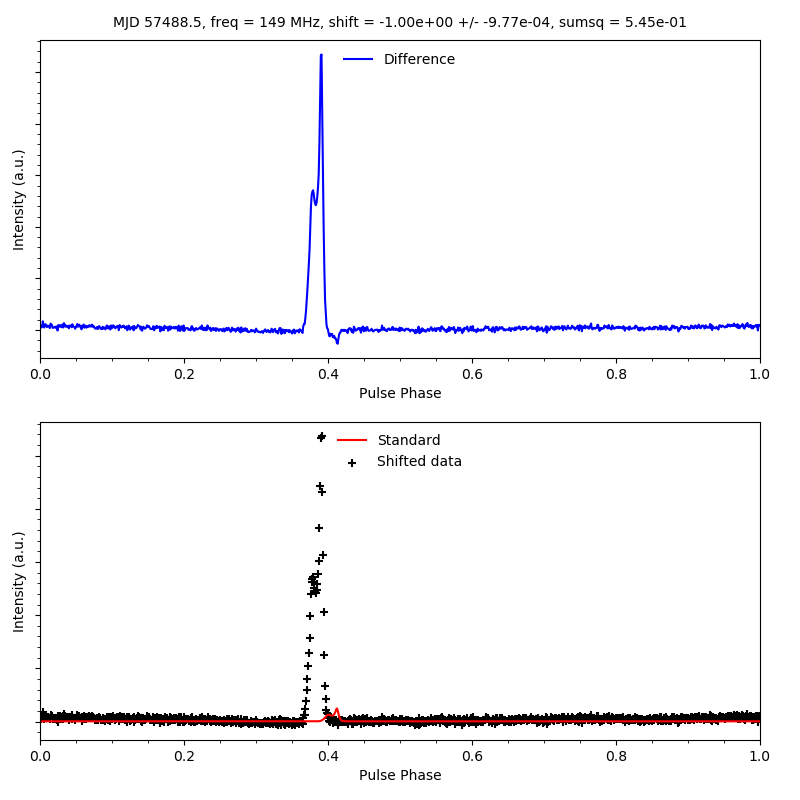 MJD 57488.5, freq = 149 MHz, shift = -1.00e+00 +/- -9.77e-04, sumsq = 5.45e-01
Difference
Intensity (a.u.)
0.0 0.2 0.4 0.6 0.8 1.0
Pulse Phase
Standard
Shifted data
Intensity (a.u.)
0.0 0.2 0.4 0.6 0.8 1.0
Pulse Phase